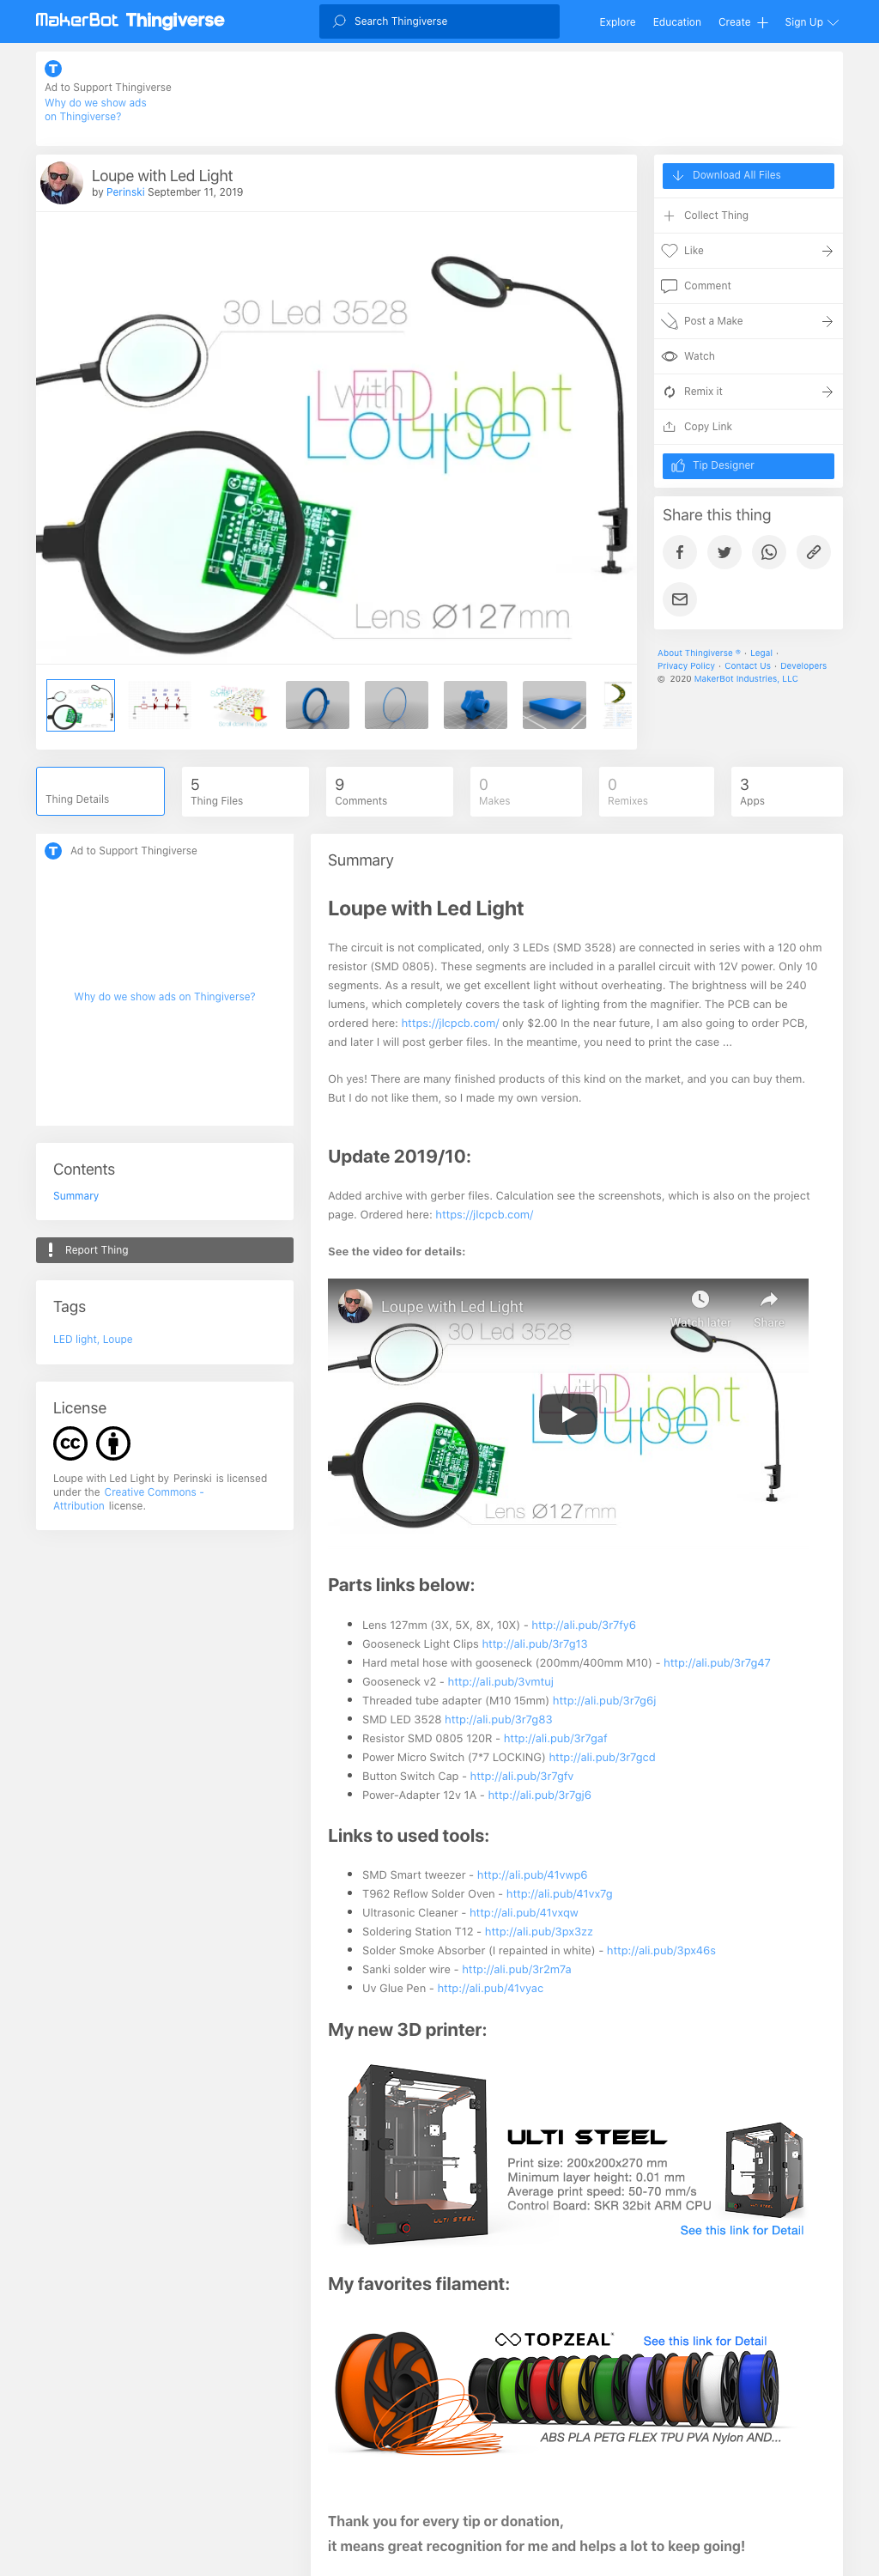 MakerBot Thingiverse
Search Thingiverse
Explore
Education
Create
Sign Up
Ad to Support Thingiverse
Why do we show ads
on Thingiverse?
Loupe with Led Light
by Perinski September 11, 2019
30 Led 3528
with
LED Light
Loupe
Lens Ø127mm
Download All Files
Collect Thing
Like
Comment
Post a Make
Watch
Remix it
Copy Link
Tip Designer
Share this thing
About Thingiverse ® · Legal ·
Privacy Policy · Contact Us · Developers
© 2020 MakerBot Industries, LLC
Thing Details
5
Thing Files
9
Comments
0
Makes
0
Remixes
3
Apps
Ad to Support Thingiverse
Why do we show ads on Thingiverse?
Contents
Summary
Report Thing
Tags
LED light, Loupe
License
Loupe with Led Light by Perinski is licensed
under the Creative Commons -
Attribution license.
Summary
Loupe with Led Light
The circuit is not complicated, only 3 LEDs (SMD 3528) are connected in series with a 120 ohm
resistor (SMD 0805). These segments are included in a parallel circuit with 12V power. Only 10
segments. As a result, we get excellent light without overheating. The brightness will be 240
lumens, which completely covers the task of lighting from the magnifier. The PCB can be
ordered here: https://jlcpcb.com/ only $2.00 In the near future, I am also going to order PCB,
and later I will post gerber files. In the meantime, you need to print the case ...
Oh yes! There are many finished products of this kind on the market, and you can buy them.
But I do not like them, so I made my own version.
Update 2019/10:
Added archive with gerber files. Calculation see the screenshots, which is also on the project
page. Ordered here: https://jlcpcb.com/
See the video for details:
Loupe with Led Light
Watch later
Share
30 Led 3528
with
LED Light
Loupe
Lens Ø127mm
Parts links below:
Lens 127mm (3X, 5X, 8X, 10X) - http://ali.pub/3r7fy6
Gooseneck Light Clips http://ali.pub/3r7g13
Hard metal hose with gooseneck (200mm/400mm M10) - http://ali.pub/3r7g47
Gooseneck v2 - http://ali.pub/3vmtuj
Threaded tube adapter (M10 15mm) http://ali.pub/3r7g6j
SMD LED 3528 http://ali.pub/3r7g83
Resistor SMD 0805 120R - http://ali.pub/3r7gaf
Power Micro Switch (7*7 LOCKING) http://ali.pub/3r7gcd
Button Switch Cap - http://ali.pub/3r7gfv
Power-Adapter 12v 1A - http://ali.pub/3r7gj6
Links to used tools:
SMD Smart tweezer - http://ali.pub/41vwp6
T962 Reflow Solder Oven - http://ali.pub/41vx7g
Ultrasonic Cleaner - http://ali.pub/41vxqw
Soldering Station T12 - http://ali.pub/3px3zz
Solder Smoke Absorber (I repainted in white) - http://ali.pub/3px46s
Sanki solder wire - http://ali.pub/3r2m7a
Uv Glue Pen - http://ali.pub/41vyac
My new 3D printer:
ULTI STEEL
ULTI STEEL
Print size: 200x200x270 mm
Minimum layer height: 0.01 mm
Average print speed: 50-70 mm/s
Control Board: SKR 32bit ARM CPU
See this link for Detail
My favorites filament:
TOPZEAL
See this link for Detail
ABS PLA PETG FLEX TPU PVA Nylon AND...
Thank you for every tip or donation,
it means great recognition for me and helps a lot to keep going!